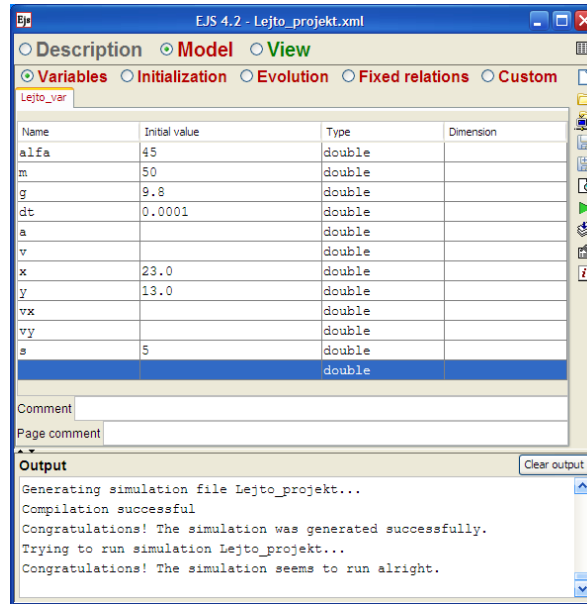 Ejs EJS 4.2 - Lejto_projekt.xml
Description Model View
Variables Initialization Evolution Fixed relations Custom
Lejto_var
Name Initial value Type Dimension
alfa 45 double
m 50 double
g 9.8 double
dt 0.0001 double
a double
v double
x 23.0 double
y 13.0 double
vx double
vy double
s 5 double
double
Comment
Page comment
Output Clear output
Generating simulation file Lejto_projekt...
Compilation successful
Congratulations! The simulation was generated successfully.
Trying to run simulation Lejto_projekt...
Congratulations! The simulation seems to run alright.